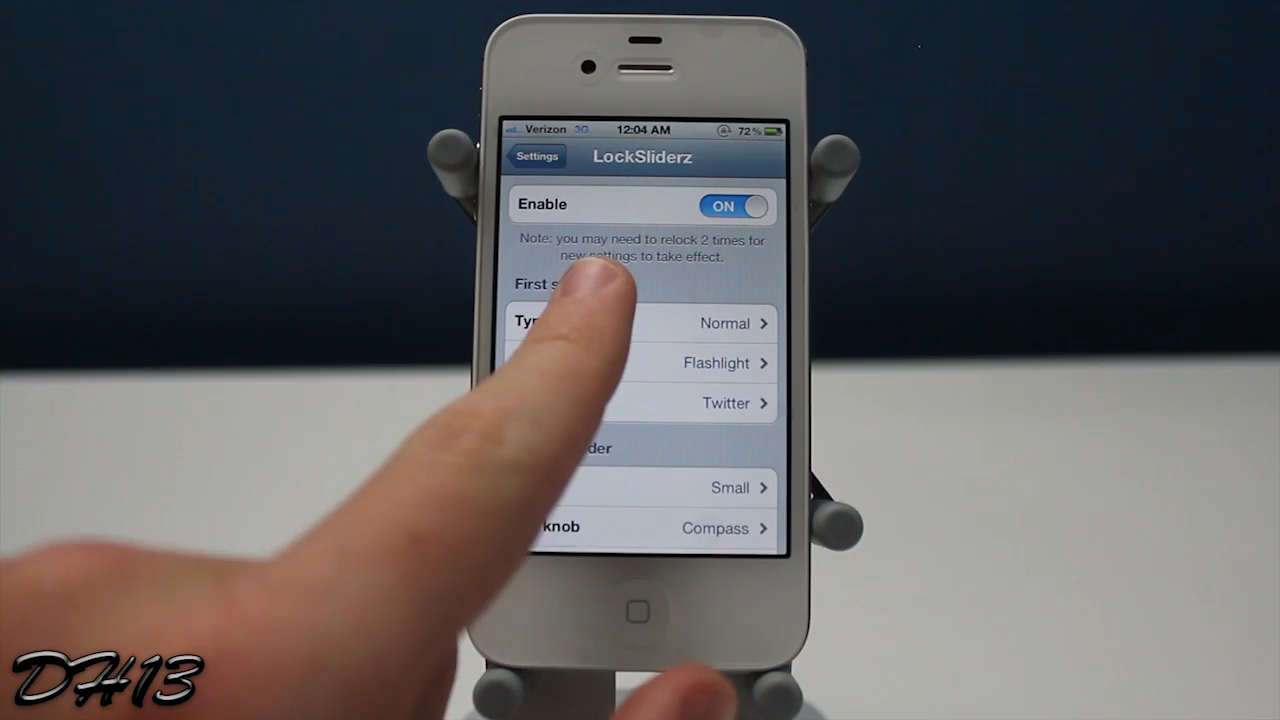 Verizon 3G 12:04 AM 72%
Settings LockSliderz
Enable ON
Note: you may need to relock 2 times for
new settings to take effect.
First
Normal
Flashlight
Twitter
Small
knob Compass
DH13